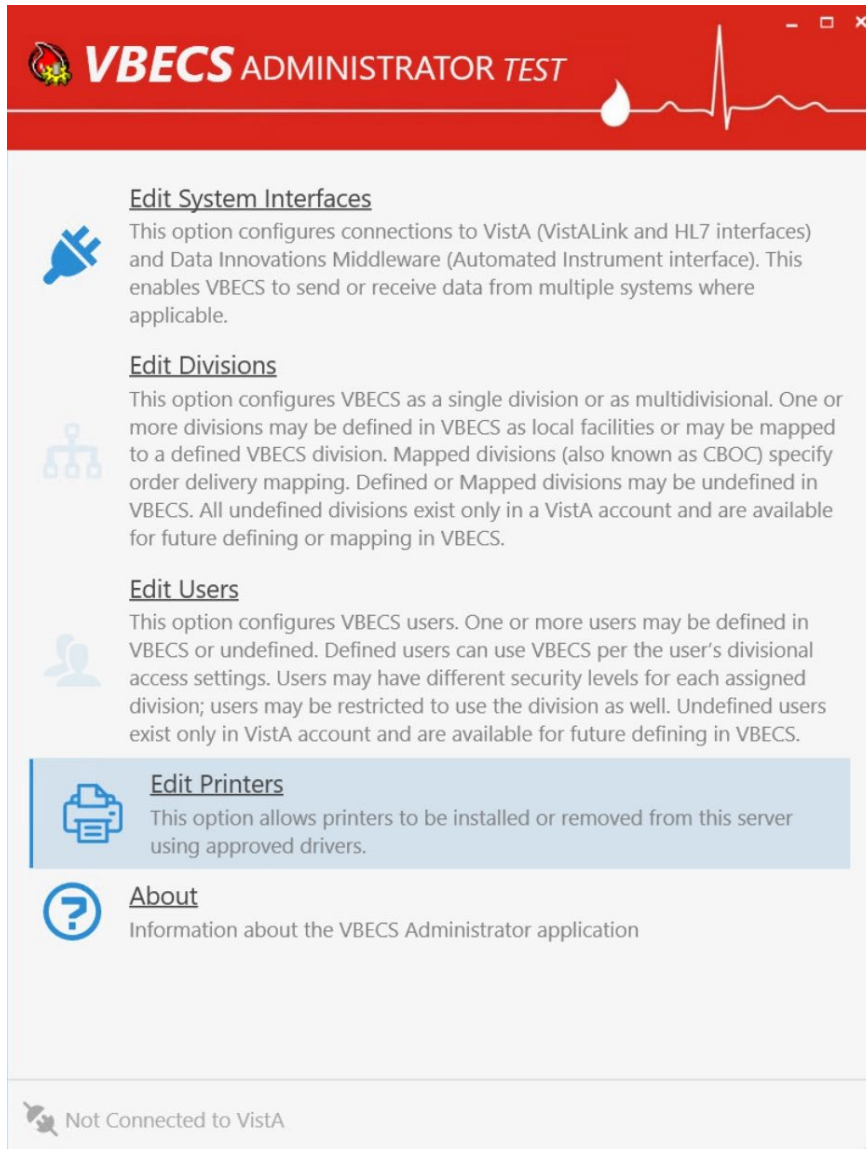 VBECS ADMINISTRATOR TEST
Edit System Interfaces
This option configures connections to VistA (VistALink and HL7 interfaces)
and Data Innovations Middleware (Automated Instrument interface). This
enables VBECS to send or receive data from multiple systems where
applicable.
Edit Divisions
This option configures VBECS as a single division or as multidivisional. One or
more divisions may be defined in VBECS as local facilities or may be mapped
to a defined VBECS division. Mapped divisions (also known as CBOC) specify
order delivery mapping. Defined or Mapped divisions may be undefined in
VBECS. All undefined divisions exist only in a VistA account and are available
for future defining or mapping in VBECS.
Edit Users
This option configures VBECS users. One or more users may be defined in
VBECS or undefined. Defined users can use VBECS per the user's divisional
access settings. Users may have different security levels for each assigned
division; users may be restricted to use the division as well. Undefined users
exist only in VistA account and are available for future defining in VBECS.
Edit Printers
This option allows printers to be installed or removed from this server
using approved drivers.
About
Information about the VBECS Administrator application
Not Connected to VistA